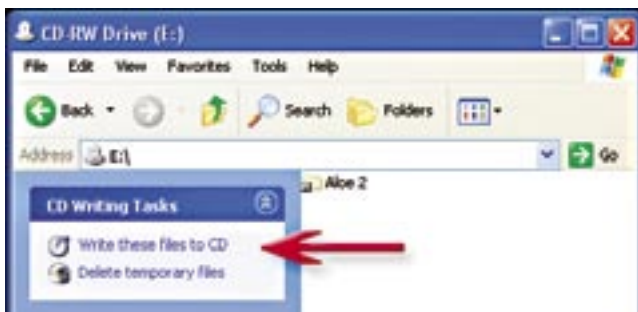 CD-RW Drive (E:)
File Edit View Favorites Tools Help
Back Search Folders
Address E:\ Go
CD Writing Tasks
Write these files to CD
Delete temporary files
Aloe 2